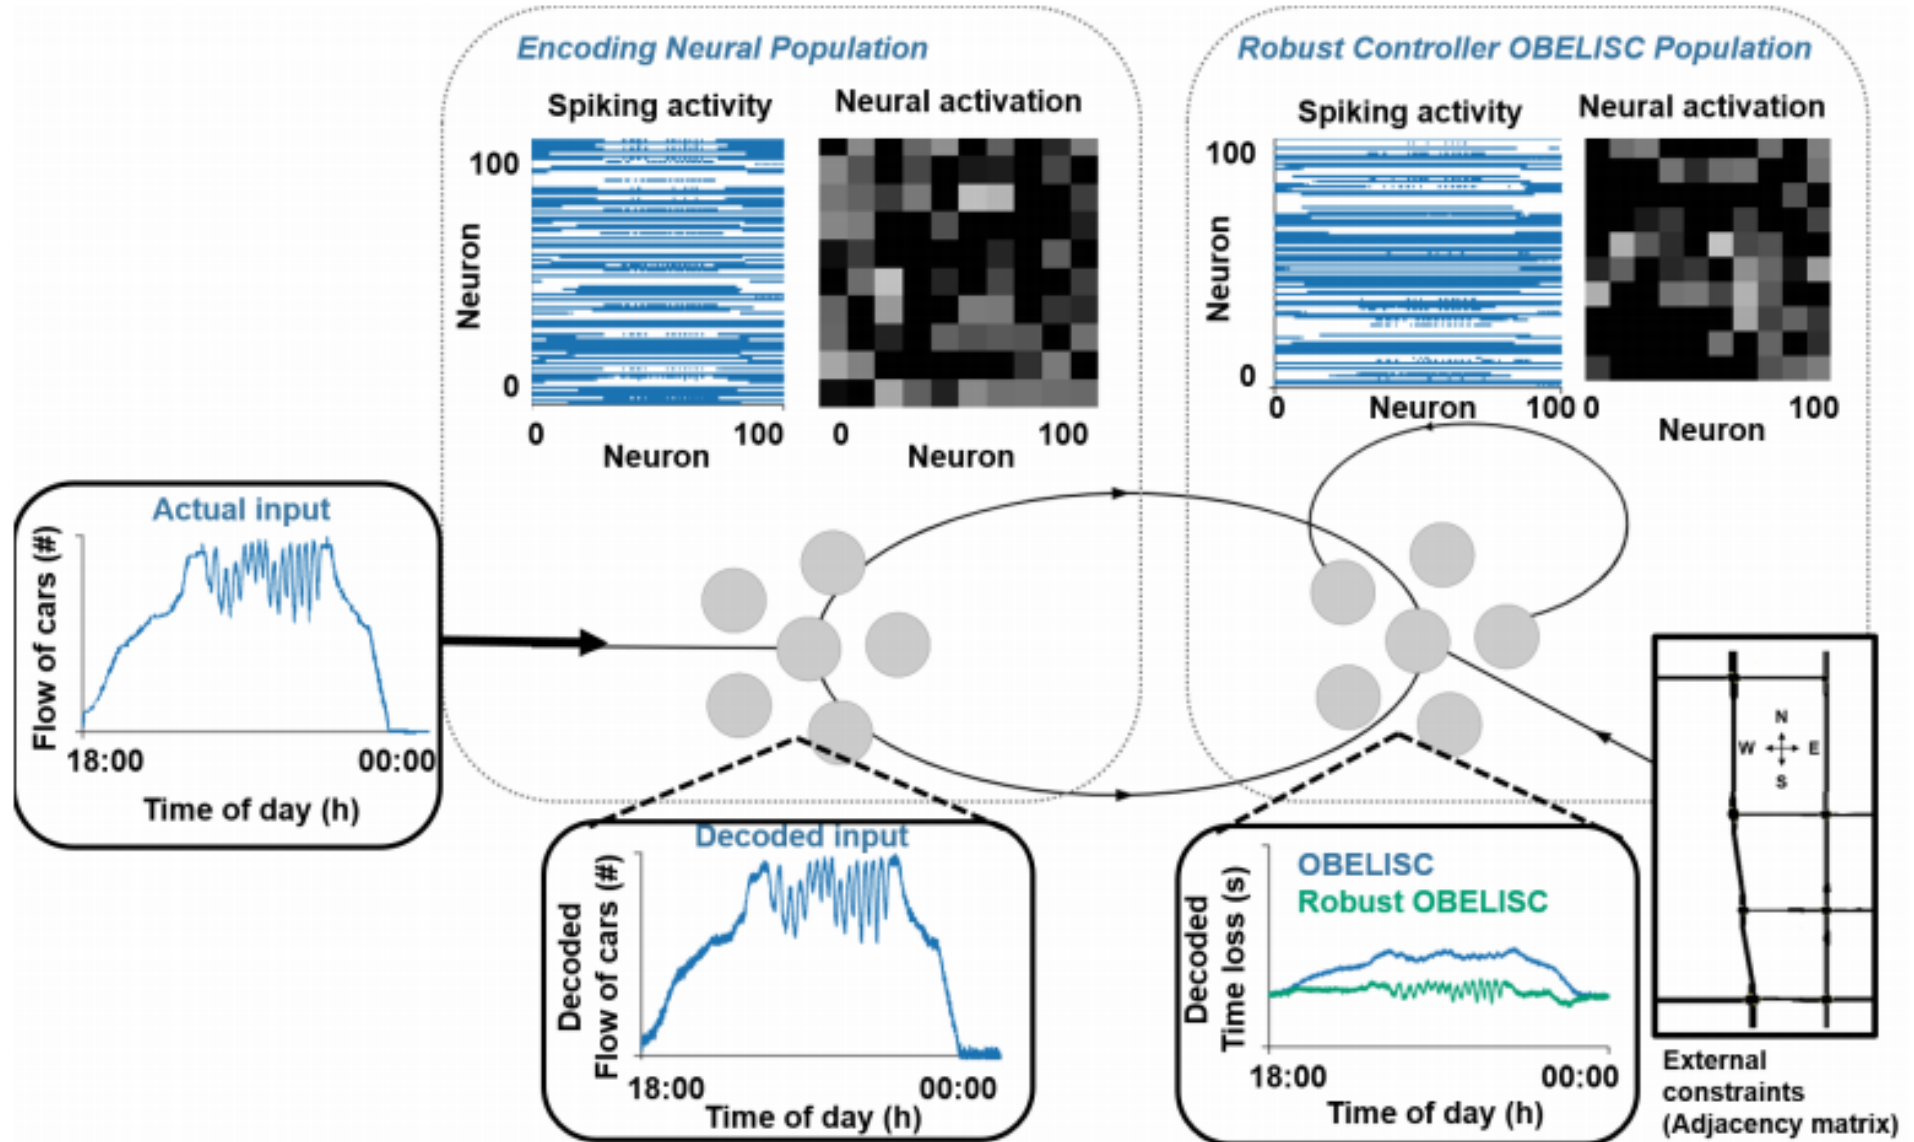 Encoding Neural Population
Spiking activity
Neural activation
100
Neuron
0
0
100
Neuron
0
100
Neuron
Robust Controller OBELISC Population
Spiking activity
Neural activation
100
Neuron
0
0
Neuron
100
0
100
Neuron
Actual input
Flow of cars (#)
18:00
00:00
Time of day (h)
Decoded input
Decoded
Flow of cars (#)
18:00
00:00
Time of day (h)
OBELISC
Robust OBELISC
Decoded
Time loss (s)
18:00
00:00
Time of day (h)
N
W
E
S
External
constraints
(Adjacency matrix)